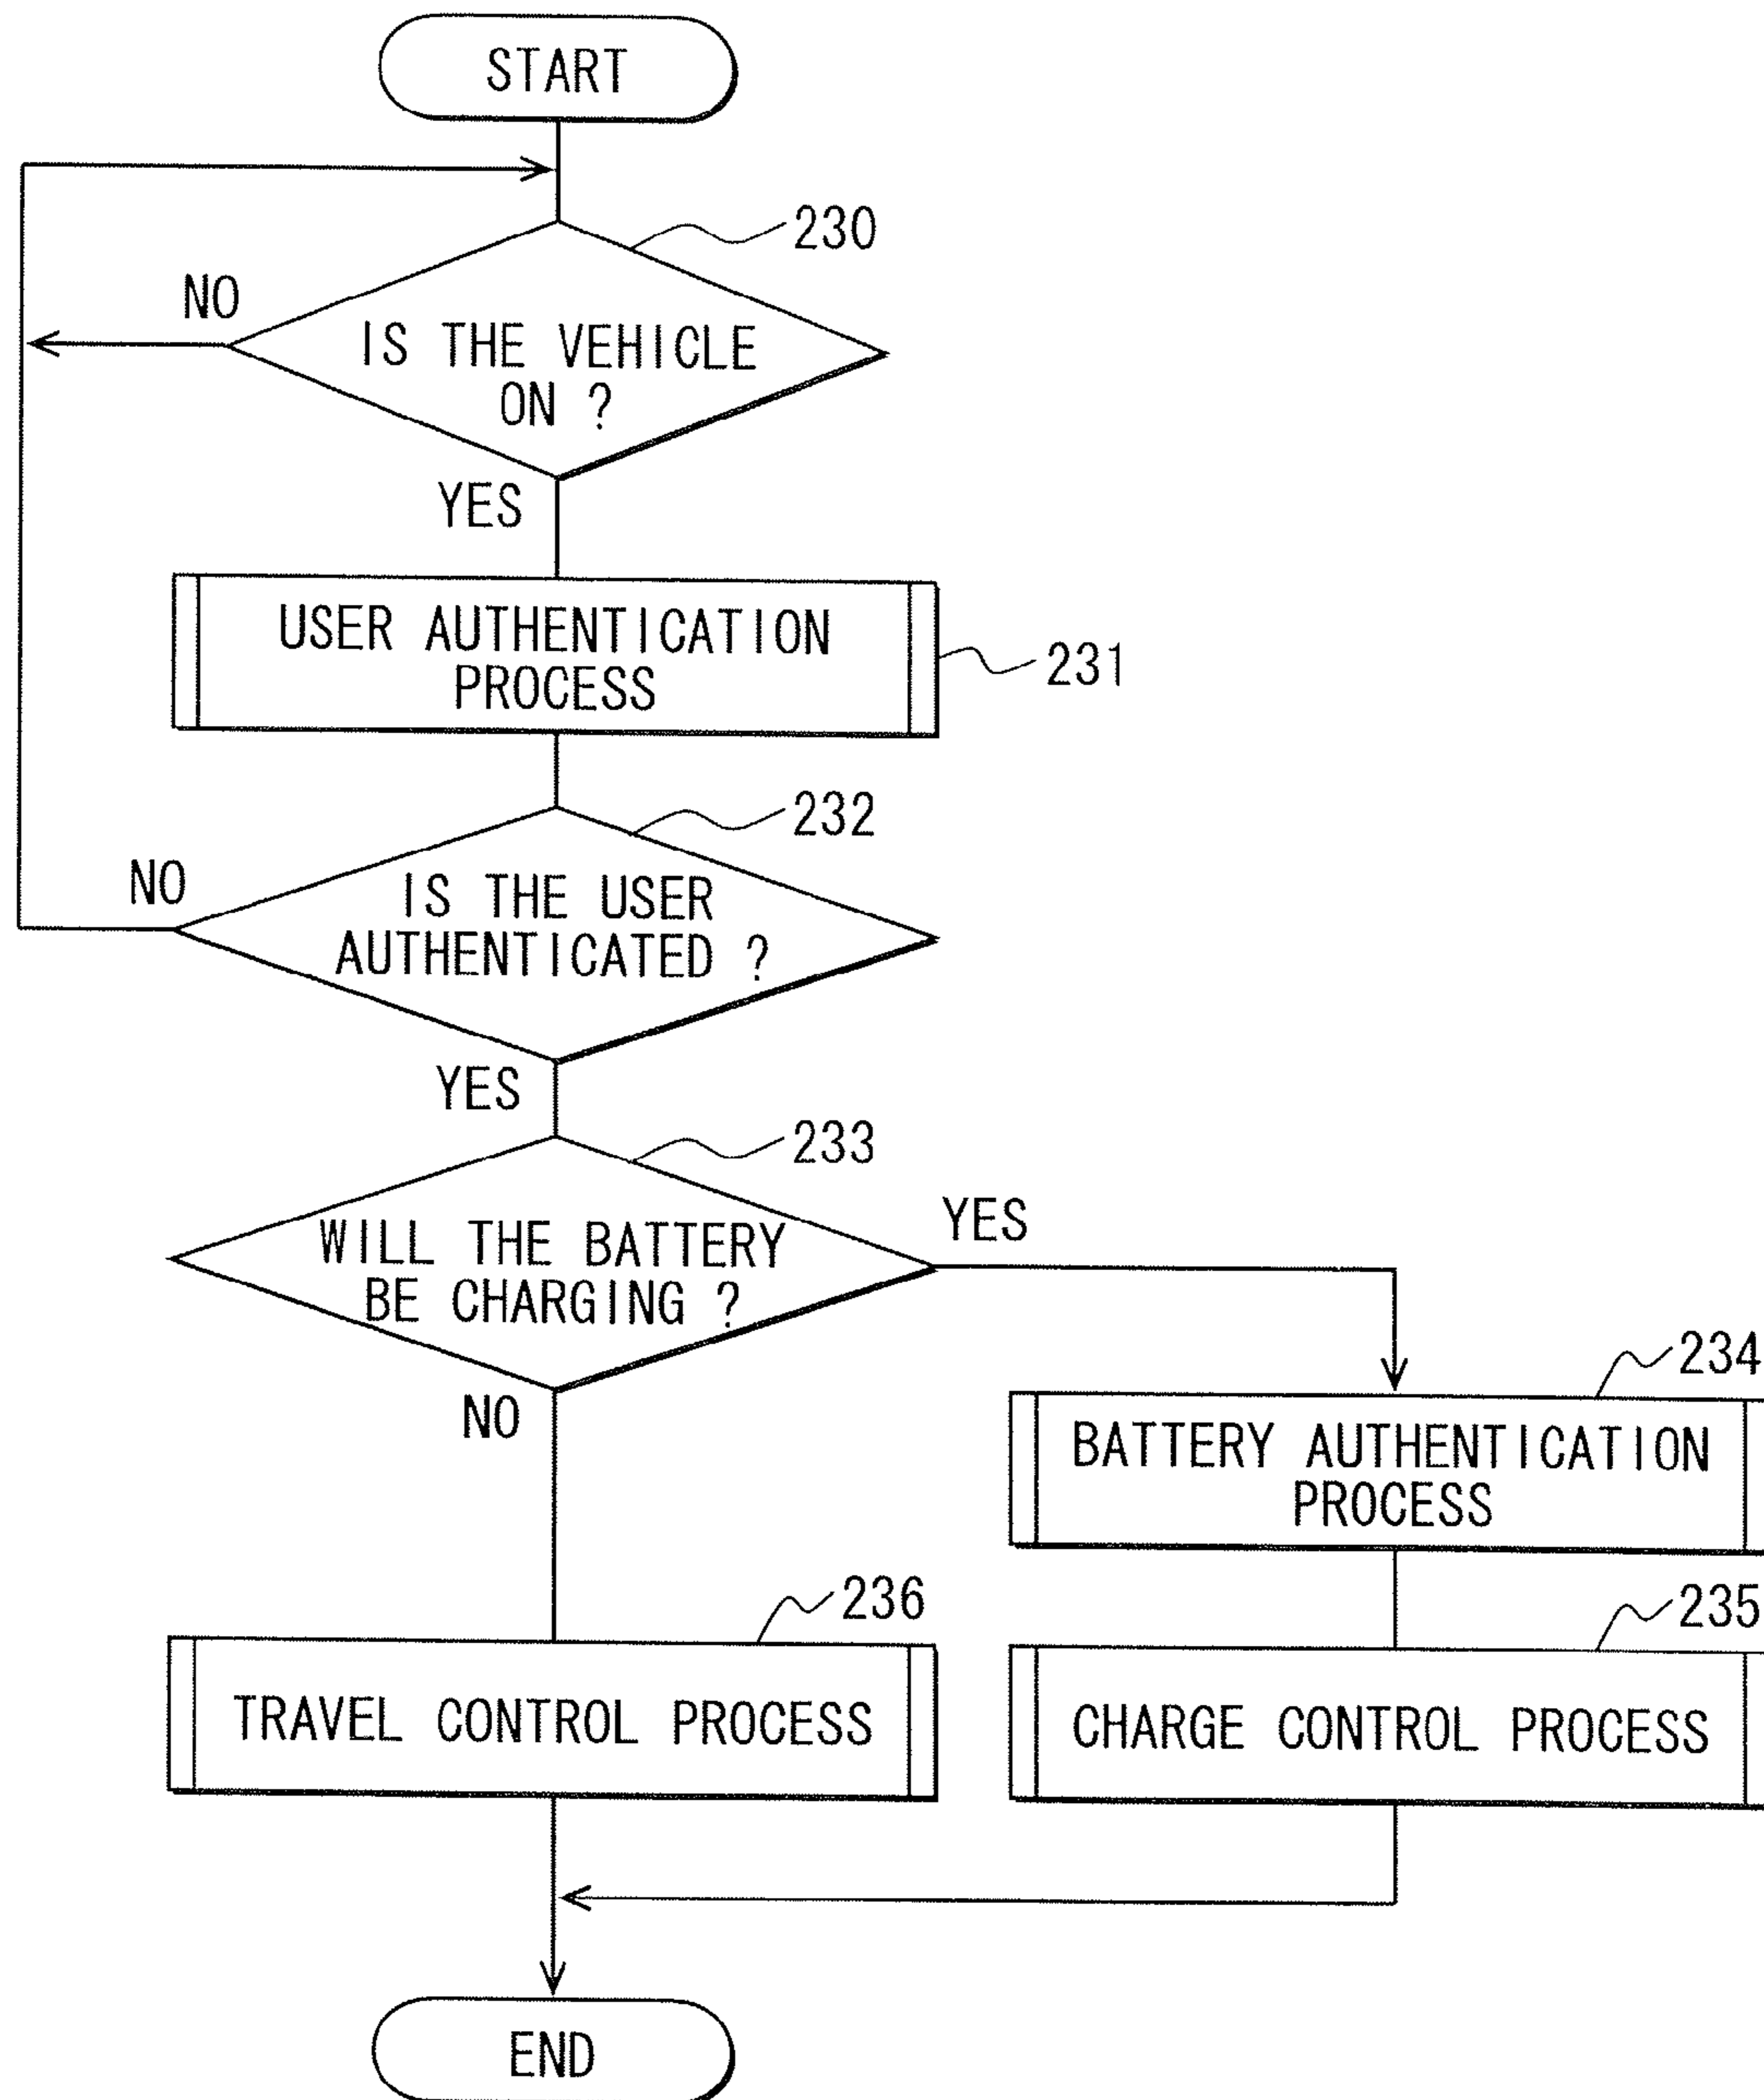 START
230
NO
IS THE VEHICLE
ON ?
YES
USER AUTHENTICATION
PROCESS
231
232
NO
IS THE USER
AUTHENTICATED ?
YES
233
WILL THE BATTERY
BE CHARGING ?
YES
NO
234
BATTERY AUTHENTICATION
PROCESS
236
235
TRAVEL CONTROL PROCESS
CHARGE CONTROL PROCESS
END